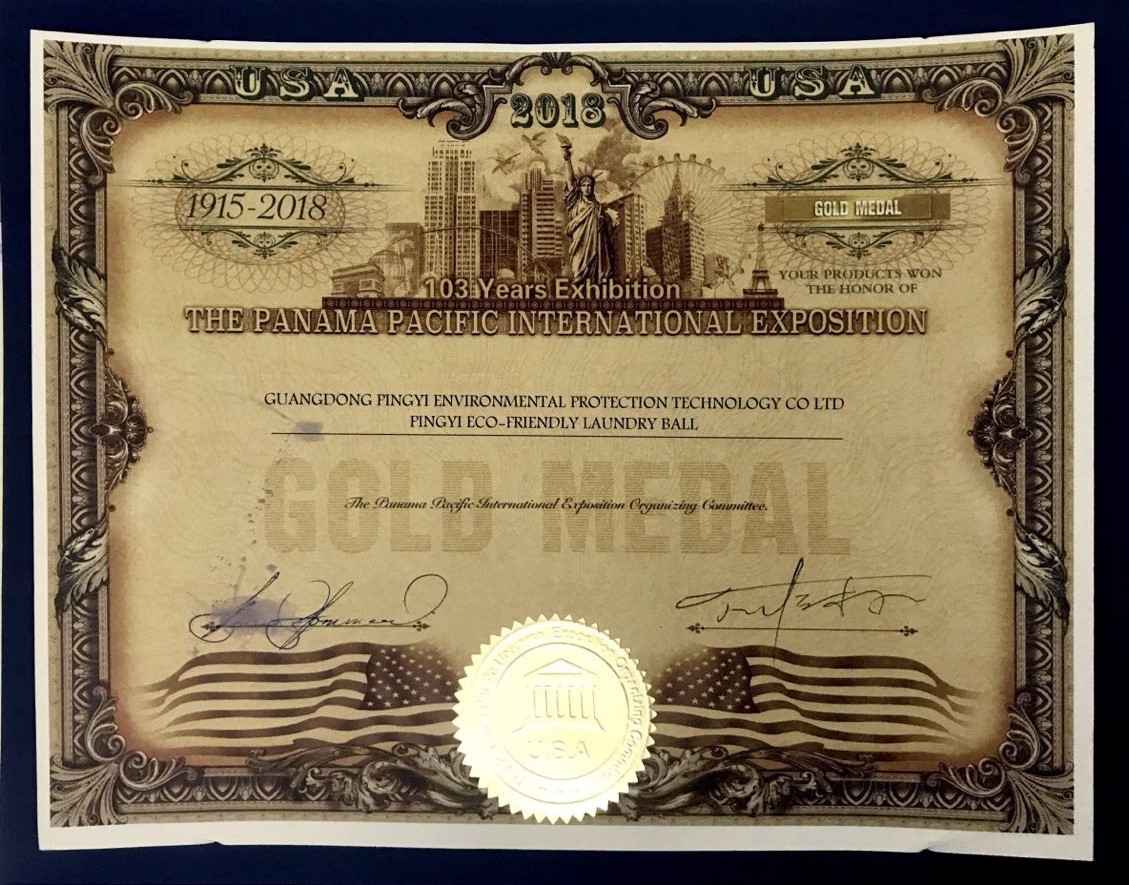 USA
USA
2018
1915-2018
GOLD MEDAL
YOUR PRODUCTS WON
THE HONOR OF
103 Years Exhibition
THE PANAMA PACIFIC INTERNATIONAL EXPOSITION
GUANGDONG PINGYI ENVIRONMENTAL PROTECTION TECHNOLOGY CO LTD
PINGYI ECO-FRIENDLY LAUNDRY BALL
GOLD MEDAL
The Panama Pacific International Exposition Organizing Committee.
USA